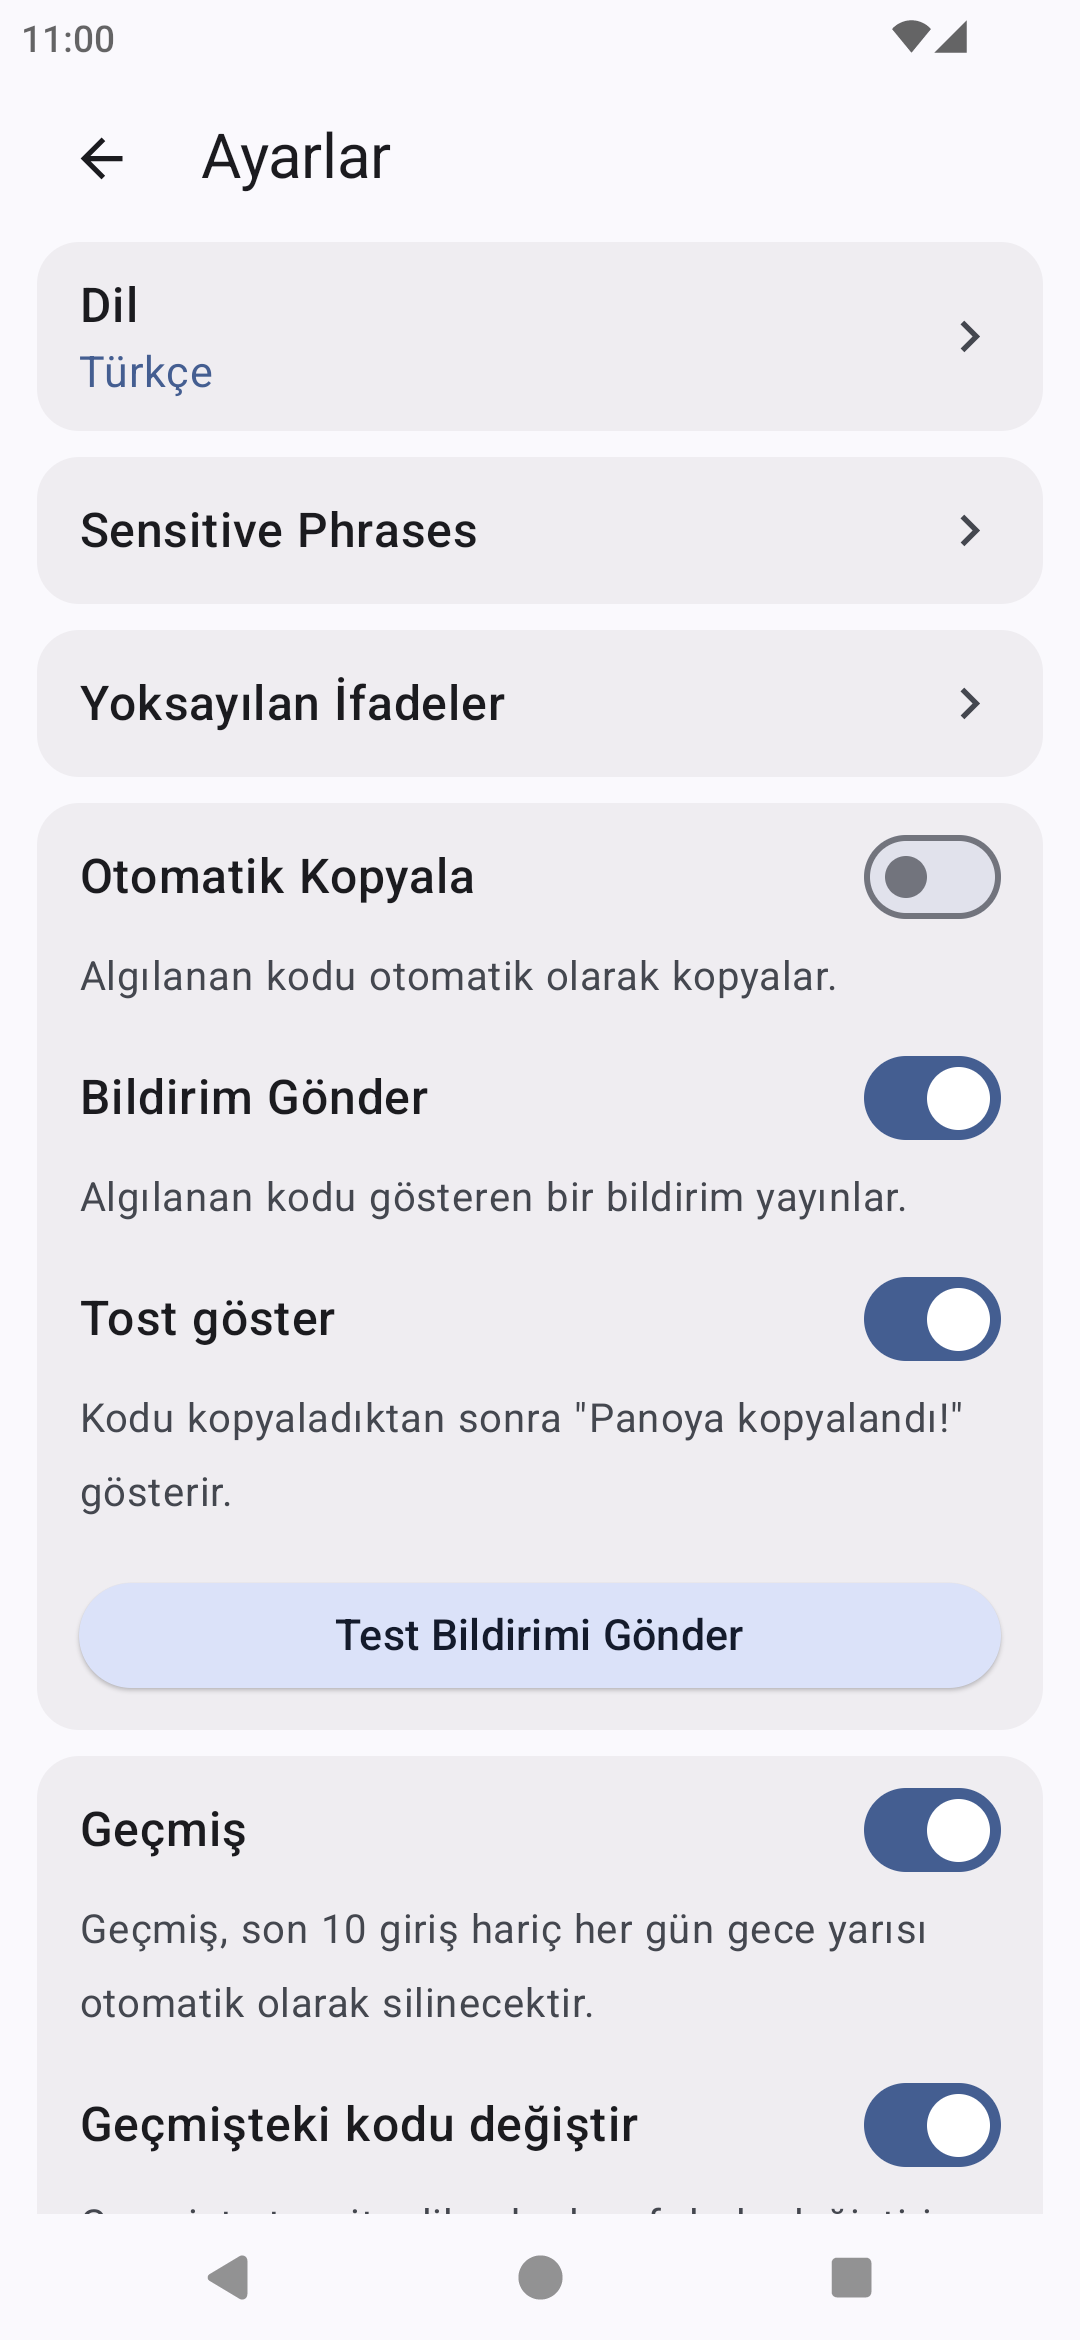 11:00
Ayarlar
Dil
Türkçe
Sensitive Phrases
Yoksayılan İfadeler
Otomatik Kopyala
Algılanan kodu otomatik olarak kopyalar.
Bildirim Gönder
Algılanan kodu gösteren bir bildirim yayınlar.
Tost göster
Kodu kopyaladıktan sonra "Panoya kopyalandı!"
gösterir.
Test Bildirimi Gönder
Geçmiş
Geçmiş, son 10 giriş hariç her gün gece yarısı
otomatik olarak silinecektir.
Geçmişteki kodu değiştir